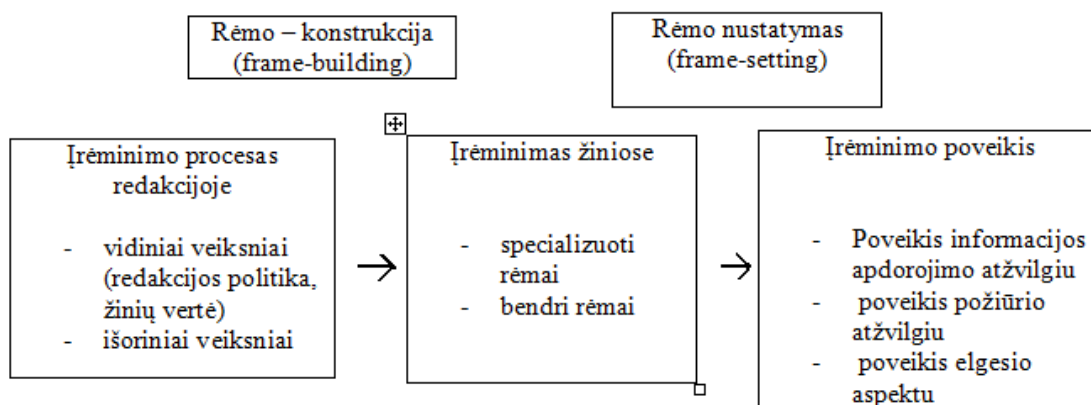 Rėmo – konstrukcija
(frame-building)
Rėmo nustatymas
(frame-setting)
Įrėminimo procesas
redakcijoje
- vidiniai veiksniai
(redakcijos politika,
žinių vertė)
- išoriniai veiksniai
Įrėminimas žiniose
- specializuoti
rėmai
- bendri rėmai
Įrėminimo poveikis
- Poveikis informacijos
apdorojimo atžvilgiu
- poveikis požiūrio
atžvilgiu
- poveikis elgesio
aspektu